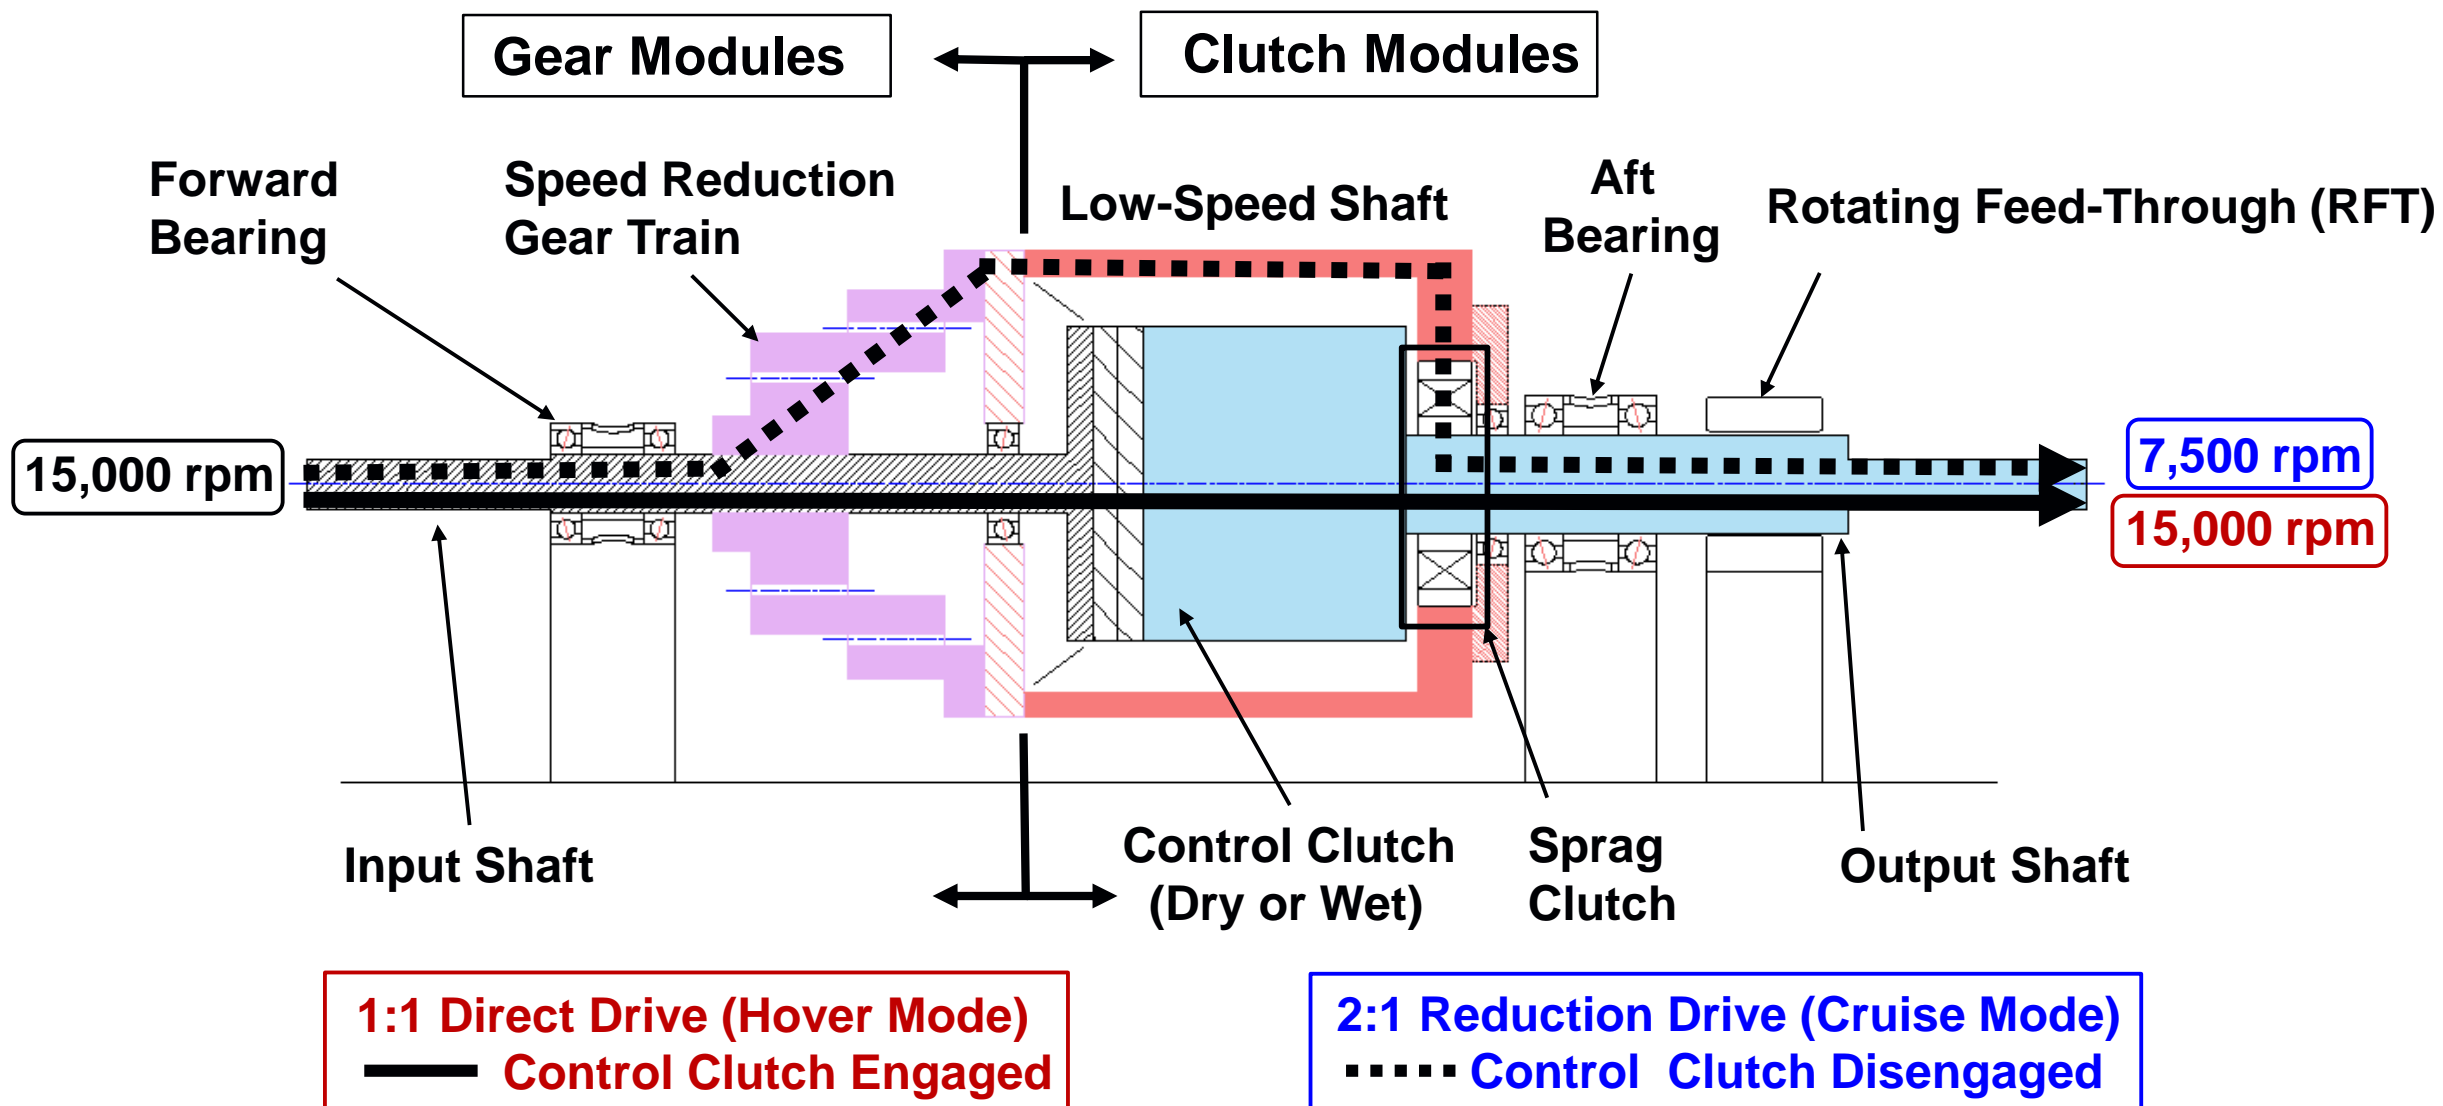 Gear Modules
Clutch Modules
Forward
Bearing
Speed Reduction
Gear Train
Low-Speed Shaft
Aft
Bearing
Rotating Feed-Through (RFT)
15,000 rpm
7,500 rpm
15,000 rpm
Input Shaft
Control Clutch
(Dry or Wet)
Sprag
Clutch
Output Shaft
1:1 Direct Drive (Hover Mode)
Control Clutch Engaged
2:1 Reduction Drive (Cruise Mode)
Control Clutch Disengaged